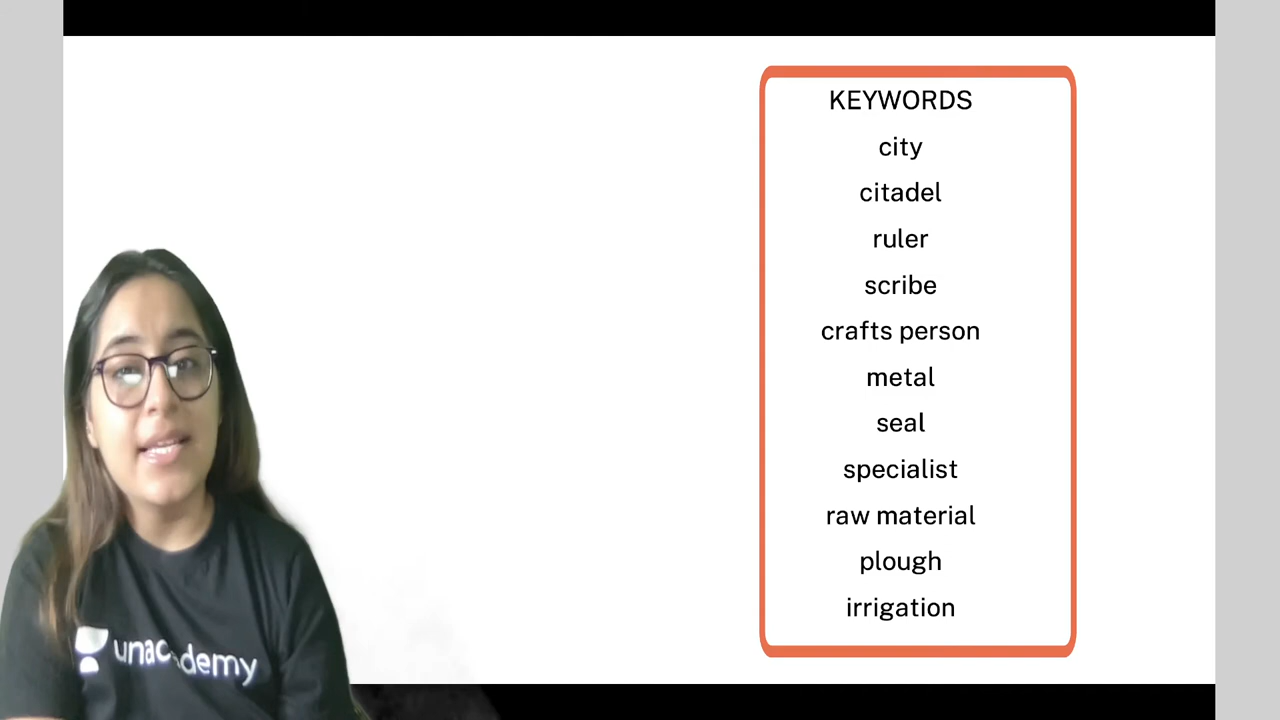 KEYWORDS
city
citadel
ruler
scribe
crafts person
metal
seal
specialist
raw material
plough
irrigation
unacademy